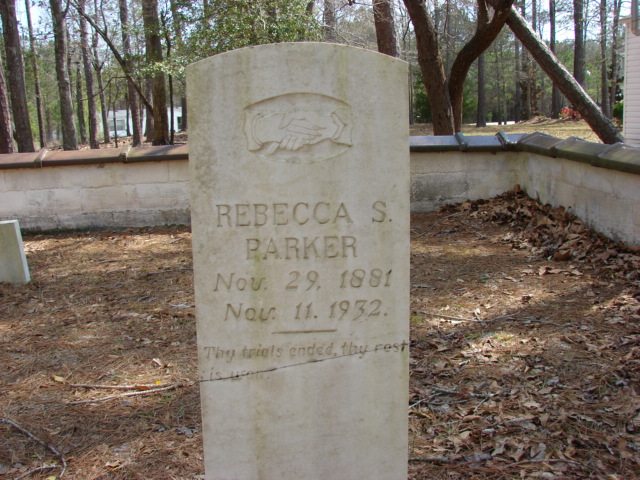 REBECCA S.
PARKER
Nov. 29, 1881
Nov. 11. 1932.
Thy trials ended, thy rest
is won.